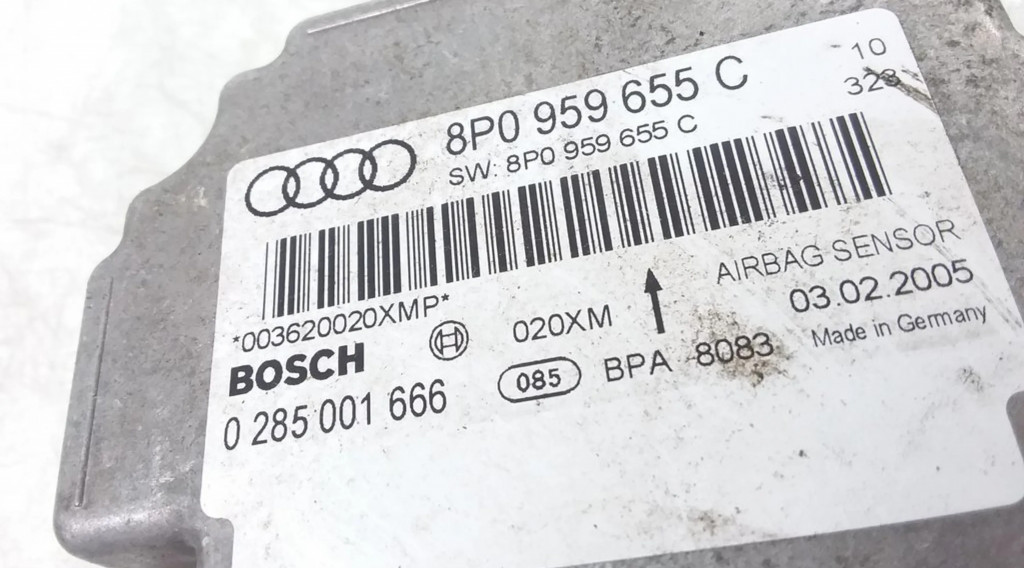 8P0 959 655 C
10
328
SW: 8P0 959 655 C
*003620020XMP*
AIRBAG SENSOR
BOSCH
020XM
03.02.2005
0 285 001 666
085
BPA 8083
Made in Germany